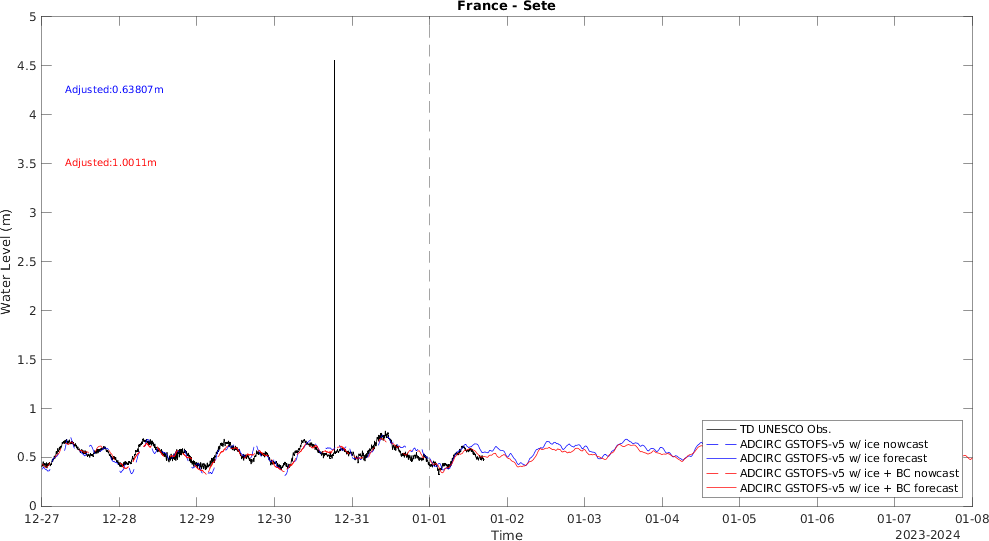 France - Sete
5
4.5
4
3.5
3
2.5
2
1.5
1
0.5
0
Water Level (m)
Adjusted:0.63807m
Adjusted:1.0011m
TD UNESCO Obs.
ADCIRC GSTOFS-v5 w/ ice nowcast
ADCIRC GSTOFS-v5 w/ ice forecast
ADCIRC GSTOFS-v5 w/ ice + BC nowcast
ADCIRC GSTOFS-v5 w/ ice + BC forecast
12-27 12-28 12-29 12-30 12-31 01-01 01-02 01-03 01-04 01-05 01-06 01-07 01-08
Time
2023-2024